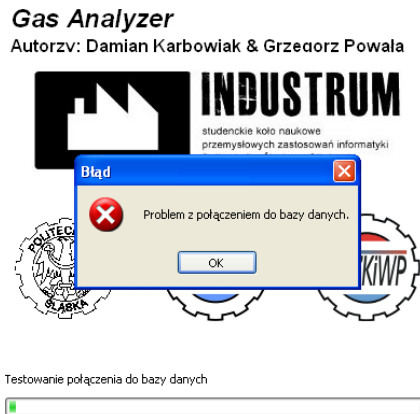 Gas Analyzer
Autorzy: Damian Karbowiak & Grzegorz Powała
INDUSTRUM
studenckie koło naukowe
przemysłowych zastosowań informatyki
Błąd
Problem z połączeniem do bazy danych.
OK
ŚLĄSKA
Testowanie połączenia do bazy danych